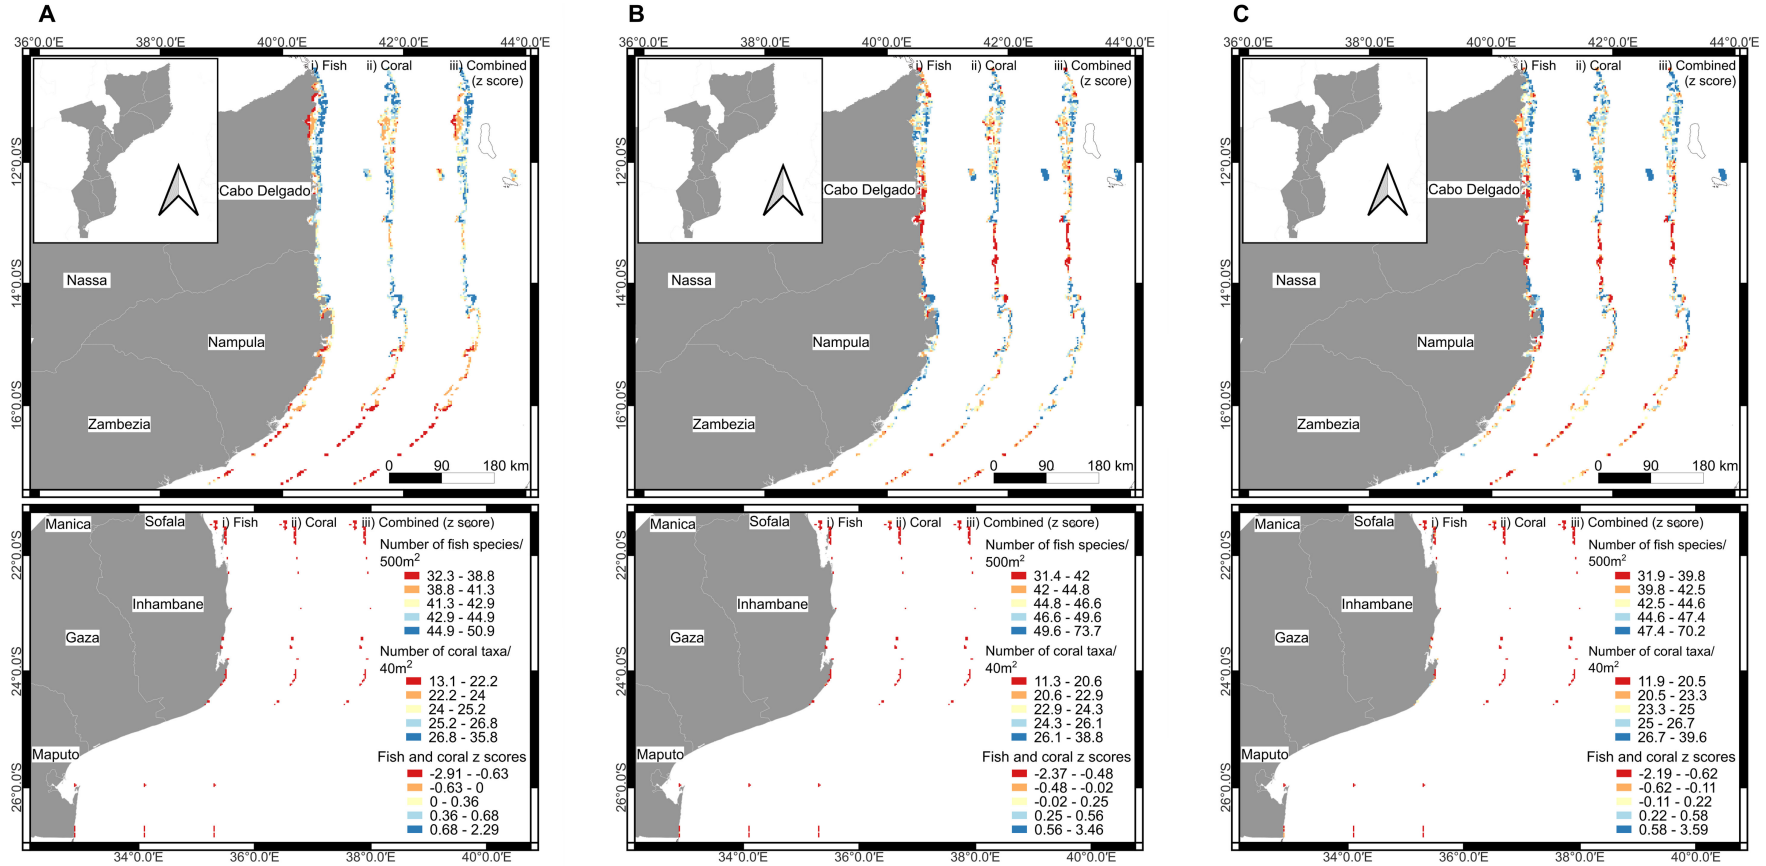 A
36°0.0'E 38°0.0'E 40°0.0'E 42°0.0'E 44°0.0'E
i) Fish ii) Coral iii) Combined
(z score)
12°0.0'S
Cabo Delgado
Nassa
14°0.0'S
Nampula
16°0.0'S
Zambezia
0 90 180 km
Manica Sofala i) Fish ii) Coral iii) Combined (z score)
Number of fish species/
500m²
22°0.0'S
32.3 - 38.8
38.8 - 41.3
Inhambane
41.3 - 42.9
42.9 - 44.9
Gaza
44.9 - 50.9
Number of coral taxa/
40m²
24°0.0'S
13.1 - 22.2
22.2 - 24
24 - 25.2
25.2 - 26.8
26.8 - 35.8
Maputo
Fish and coral z scores
26°0.0'S
-2.91 - -0.63
-0.63 - 0
0 - 0.36
0.36 - 0.68
0.68 - 2.29
34°0.0'E 36°0.0'E 38°0.0'E 40°0.0'E
B
36°0.0'E 38°0.0'E 40°0.0'E 42°0.0'E 44°0.0'E
i) Fish ii) Coral iii) Combined
(z score)
12°0.0'S
Cabo Delgado
Nassa
14°0.0'S
Nampula
16°0.0'S
Zambezia
0 90 180 km
Manica Sofala i) Fish ii) Coral iii) Combined (z score)
Number of fish species/
500m²
22°0.0'S
31.4 - 42
42 - 44.8
Inhambane
44.8 - 46.6
46.6 - 49.6
Gaza
49.6 - 73.7
Number of coral taxa/
40m²
24°0.0'S
11.3 - 20.6
20.6 - 22.9
22.9 - 24.3
24.3 - 26.1
26.1 - 38.8
Maputo
Fish and coral z scores
26°0.0'S
-2.37 - -0.48
-0.48 - -0.02
-0.02 - 0.25
0.25 - 0.56
0.56 - 3.46
34°0.0'E 36°0.0'E 38°0.0'E 40°0.0'E
C
36°0.0'E 38°0.0'E 40°0.0'E 42°0.0'E 44°0.0'E
i) Fish ii) Coral iii) Combined
(z score)
12°0.0'S
Cabo Delgado
Nassa
14°0.0'S
Nampula
16°0.0'S
Zambezia
0 90 180 km
Manica Sofala i) Fish ii) Coral iii) Combined (z score)
Number of fish species/
500m²
22°0.0'S
31.9 - 39.8
39.8 - 42.5
Inhambane
42.5 - 44.6
44.6 - 47.4
Gaza
47.4 - 70.2
Number of coral taxa/
40m²
24°0.0'S
11.9 - 20.5
20.5 - 23.3
23.3 - 25
25 - 26.7
26.7 - 39.6
Maputo
Fish and coral z scores
26°0.0'S
-2.19 - -0.62
-0.62 - -0.11
-0.11 - 0.22
0.22 - 0.58
0.58 - 3.59
34°0.0'E 36°0.0'E 38°0.0'E 40°0.0'E